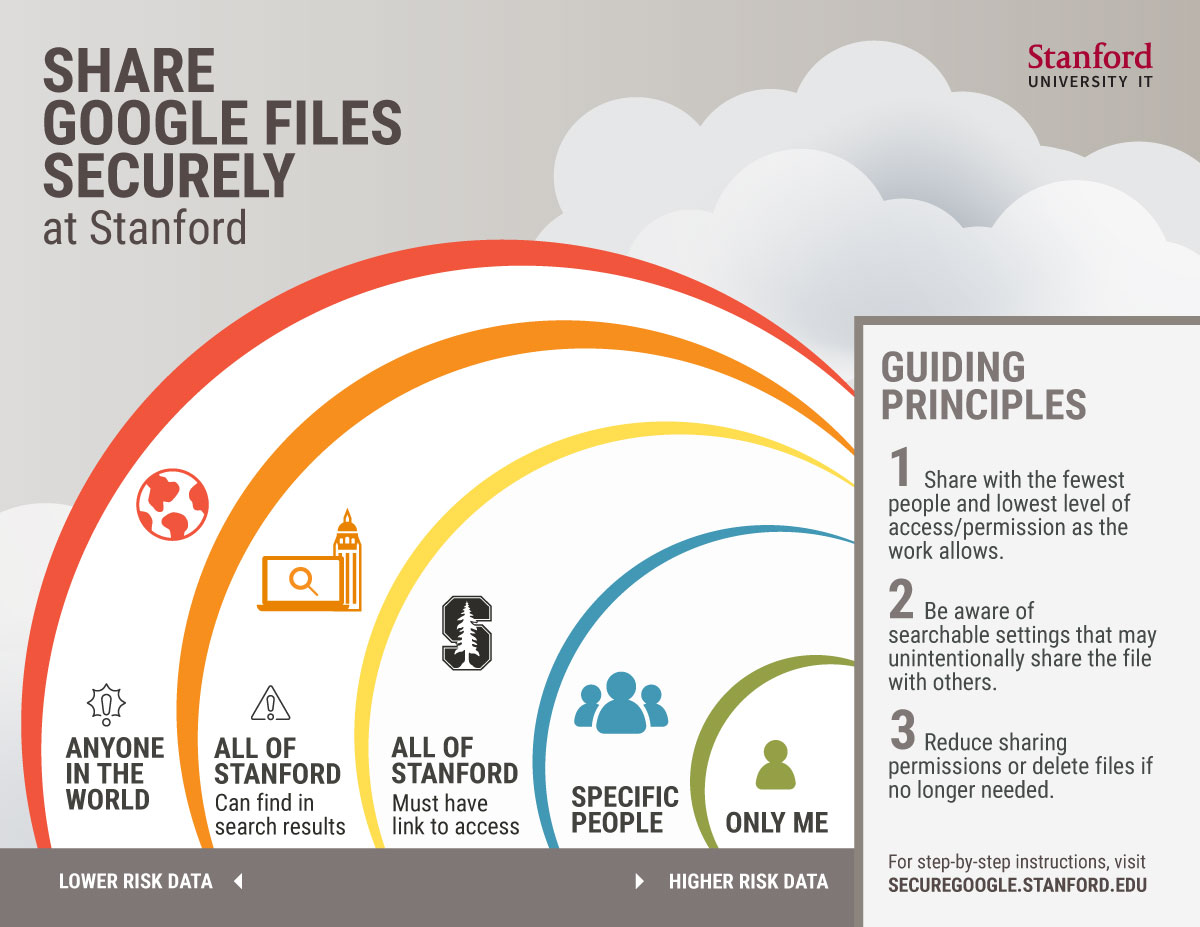 SHARE
GOOGLE FILES
SECURELY
at Stanford
Stanford
UNIVERSITY IT
ANYONE
IN THE
WORLD
ALL OF
STANFORD
Can find in
search results
ALL OF
STANFORD
Must have
link to access
SPECIFIC
PEOPLE
ONLY ME
LOWER RISK DATA
HIGHER RISK DATA
GUIDING
PRINCIPLES
1 Share with the fewest
people and lowest level of
access/permission as the
work allows.
2 Be aware of
searchable settings that may
unintentionally share the file
with others.
3 Reduce sharing
permissions or delete files if
no longer needed.
For step-by-step instructions, visit
SECUREGOOGLE.STANFORD.EDU